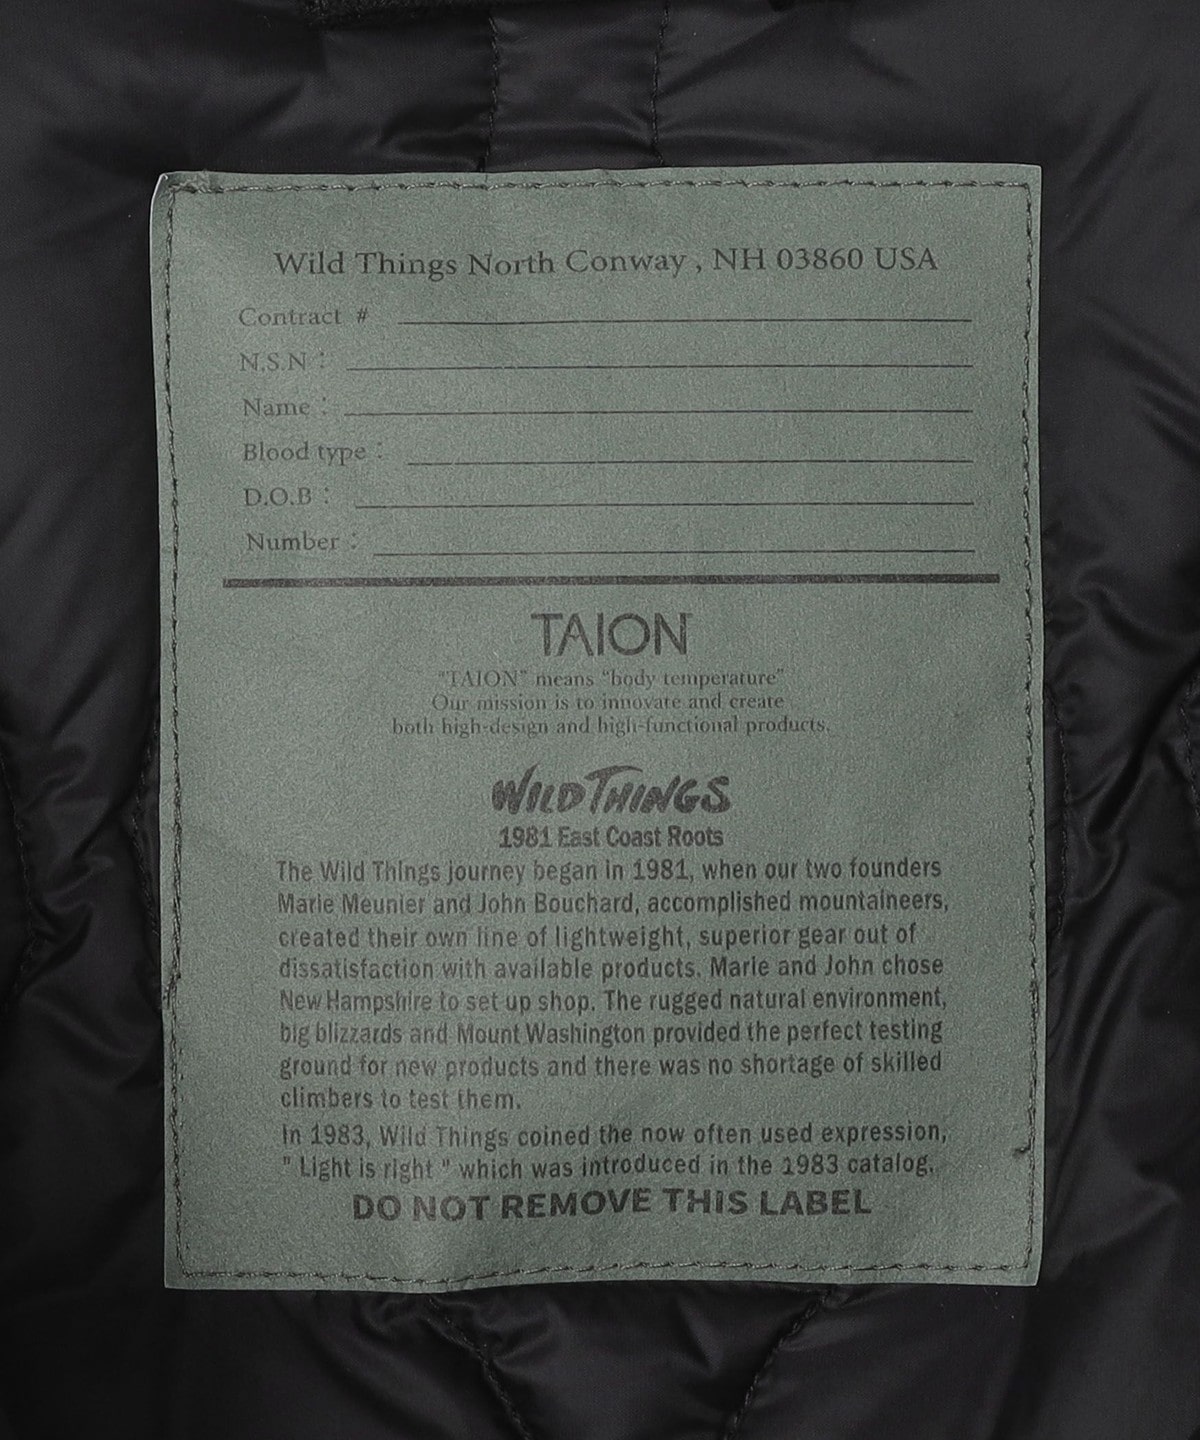 Wild Things North Conway , NH 03860 USA
Contract #
N.S.N :
Name :
Blood type :
D.O.B :
Number :
TAION
"TAION" means "body temperature"
Our mission is to innovate and create
both high-design and high-functional products.
WILD THINGS
1981 East Coast Roots
The Wild Things journey began in 1981, when our two founders
Marie Meunier and John Bouchard, accomplished mountaineers,
created their own line of lightweight, superior gear out of
dissatisfaction with available products. Marie and John chose
New Hampshire to set up shop. The rugged natural environment,
big blizzards and Mount Washington provided the perfect testing
ground for new products and there was no shortage of skilled
climbers to test them.
In 1983, Wild Things coined the now often used expression,
" Light is right " which was introduced in the 1983 catalog.
DO NOT REMOVE THIS LABEL